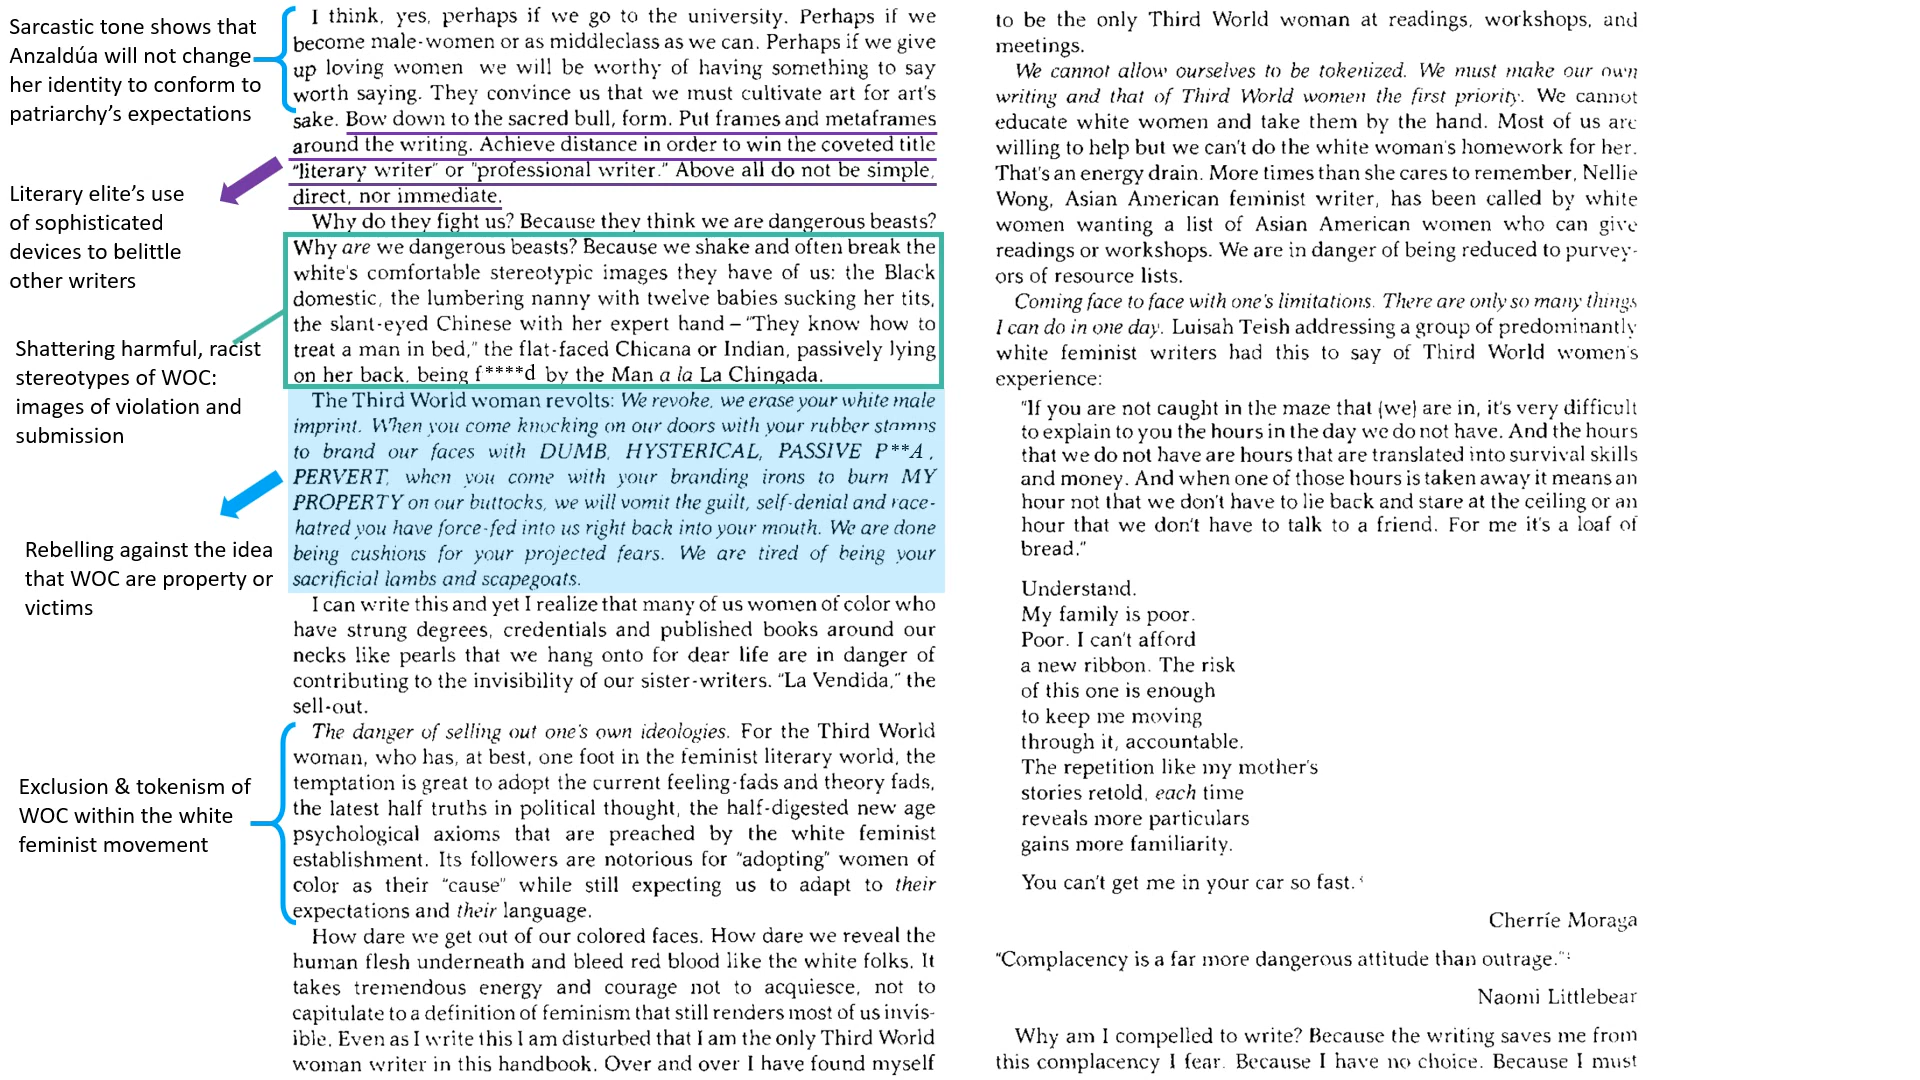 Sarcastic tone shows that
Anzaldúa will not change
her identity to conform to
patriarchy's expectations
Literary elite's use
of sophisticated
devices to belittle
other writers
Shattering harmful, racist
stereotypes of WOC:
images of violation and
submission
Rebelling against the idea
that WOC are property or
victims
Exclusion & tokenism of
WOC within the white
feminist movement
I think, yes, perhaps if we go to the university. Perhaps if we
become male-women or as middleclass as we can. Perhaps if we give
up loving women we will be worthy of having something to say
worth saying. They convince us that we must cultivate art for art's
sake. Bow down to the sacred bull, form. Put frames and metaframes
around the writing. Achieve distance in order to win the coveted title
"literary writer" or "professional writer." Above all do not be simple,
direct, nor immediate.
Why do they fight us? Because they think we are dangerous beasts?
Why are we dangerous beasts? Because we shake and often break the
white's comfortable stereotypic images they have of us: the Black
domestic, the lumbering nanny with twelve babies sucking her tits,
the slant-eyed Chinese with her expert hand – "They know how to
treat a man in bed," the flat-faced Chicana or Indian, passively lying
on her back, being f****d by the Man a la La Chingada.
The Third World woman revolts: We revoke, we erase your white male
imprint. When you come knocking on our doors with your rubber stamps
to brand our faces with DUMB, HYSTERICAL, PASSIVE P**A,
PERVERT, when you come with your branding irons to burn MY
PROPERTY on our buttocks, we will vomit the guilt, self-denial and race-
hatred you have force-fed into us right back into your mouth. We are done
being cushions for your projected fears. We are tired of being your
sacrificial lambs and scapegoats.
I can write this and yet I realize that many of us women of color who
have strung degrees, credentials and published books around our
necks like pearls that we hang onto for dear life are in danger of
contributing to the invisibility of our sister-writers. "La Vendida," the
sell-out.
The danger of selling out one's own ideologies. For the Third World
woman, who has, at best, one foot in the feminist literary world, the
temptation is great to adopt the current feeling-fads and theory fads,
the latest half truths in political thought, the half-digested new age
psychological axioms that are preached by the white feminist
establishment. Its followers are notorious for "adopting" women of
color as their "cause" while still expecting us to adapt to their
expectations and their language.
How dare we get out of our colored faces. How dare we reveal the
human flesh underneath and bleed red blood like the white folks. It
takes tremendous energy and courage not to acquiesce, not to
capitulate to a definition of feminism that still renders most of us invis-
ible. Even as I write this I am disturbed that I am the only Third World
woman writer in this handbook. Over and over I have found myself
to be the only Third World woman at readings, workshops, and
meetings.
We cannot allow ourselves to be tokenized. We must make our own
writing and that of Third World women the first priority. We cannot
educate white women and take them by the hand. Most of us are
willing to help but we can't do the white woman's homework for her.
That's an energy drain. More times than she cares to remember, Nellie
Wong, Asian American feminist writer, has been called by white
women wanting a list of Asian American women who can give
readings or workshops. We are in danger of being reduced to purvey-
ors of resource lists.
Coming face to face with one's limitations. There are only so many things
I can do in one day. Luisah Teish addressing a group of predominantly
white feminist writers had this to say of Third World women's
experience:
"If you are not caught in the maze that (we) are in, it's very difficult
to explain to you the hours in the day we do not have. And the hours
that we do not have are hours that are translated into survival skills
and money. And when one of those hours is taken away it means an
hour not that we don't have to lie back and stare at the ceiling or an
hour that we don't have to talk to a friend. For me it's a loaf of
bread."
Understand.
My family is poor.
Poor. I can't afford
a new ribbon. The risk
of this one is enough
to keep me moving
through it, accountable.
The repetition like my mother's
stories retold, each time
reveals more particulars
gains more familiarity.
You can't get me in your car so fast.
Cherríe Moraga
"Complacency is a far more dangerous attitude than outrage."
Naomi Littlebear
Why am I compelled to write? Because the writing saves me from
this complacency I fear. Because I have no choice. Because I must